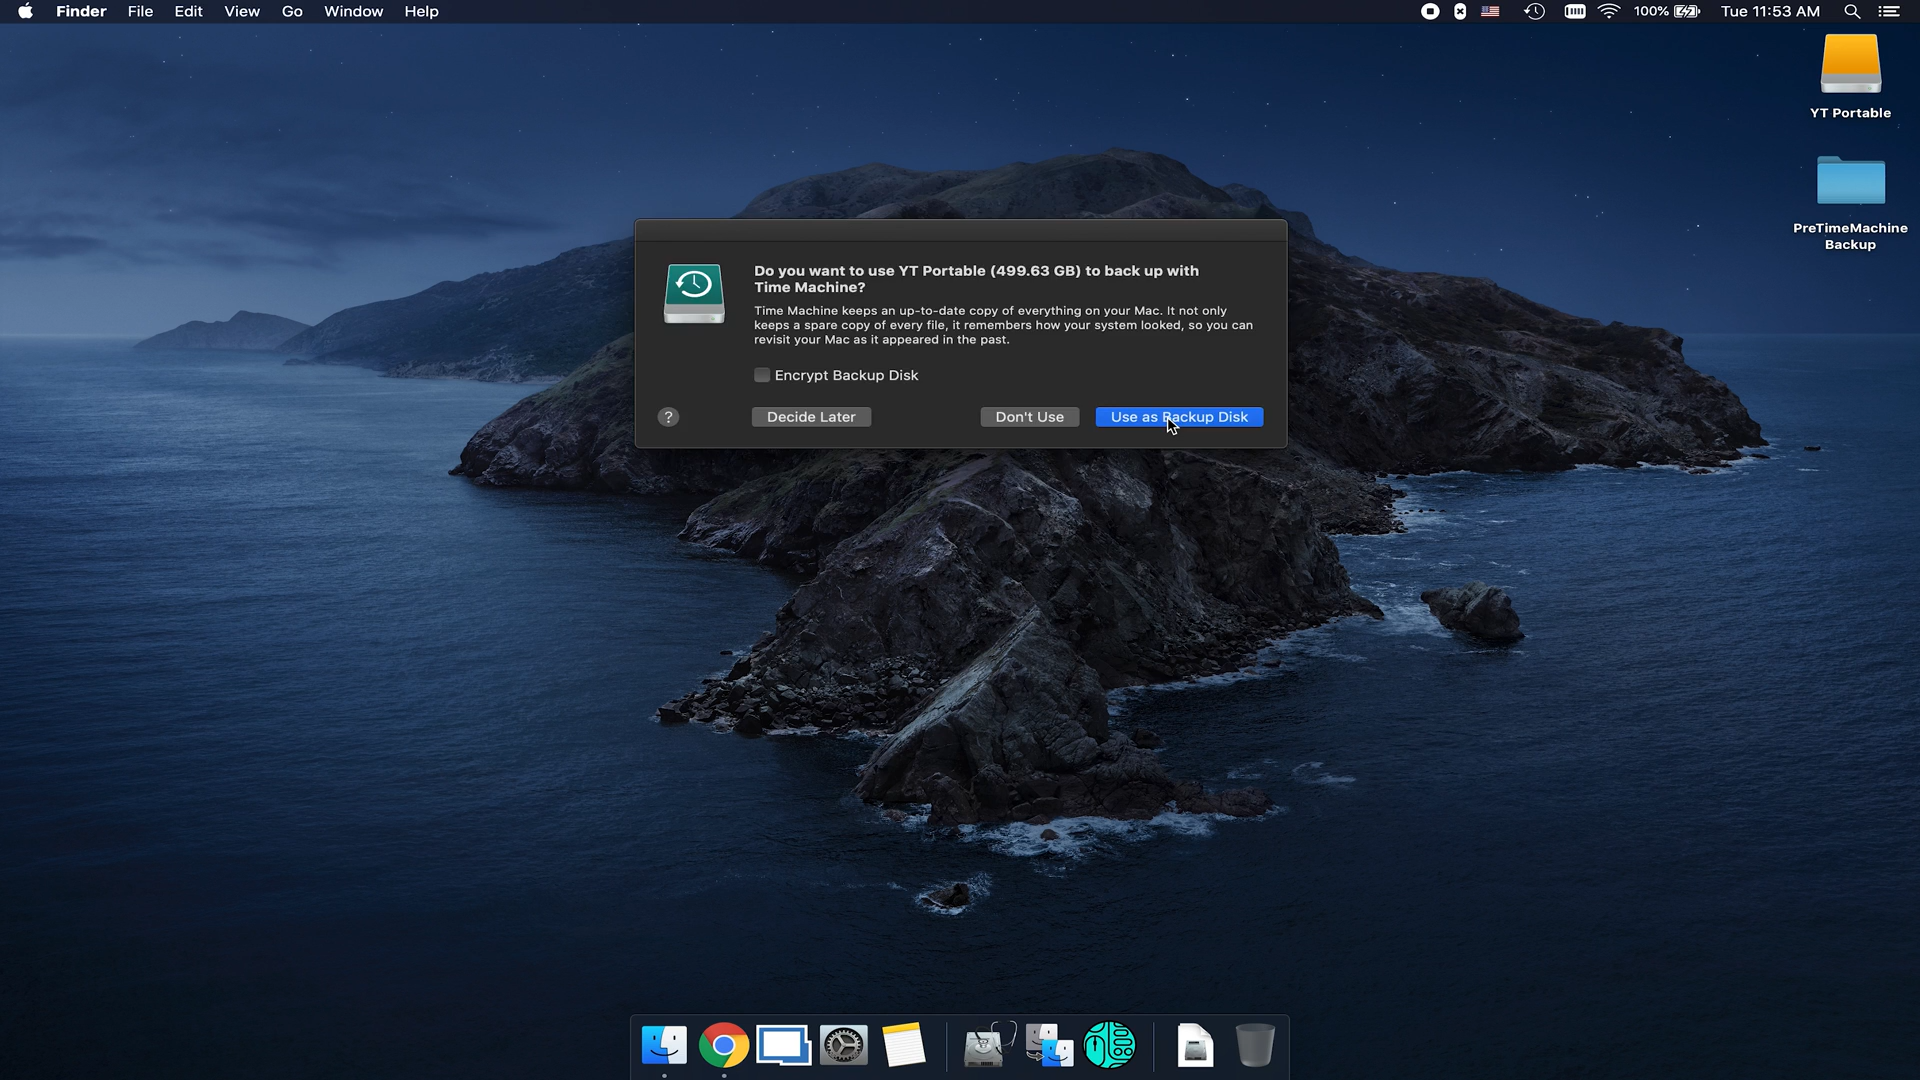 Finder File Edit View Go Window Help 100% Tue 11:53 AM
YT Portable
PreTimeMachine
Backup
Do you want to use YT Portable (499.63 GB) to back up with
Time Machine?
Time Machine keeps an up-to-date copy of everything on your Mac. It not only
keeps a spare copy of every file, it remembers how your system looked, so you can
revisit your Mac as it appeared in the past.
Encrypt Backup Disk
? Decide Later Don't Use Use as Backup Disk